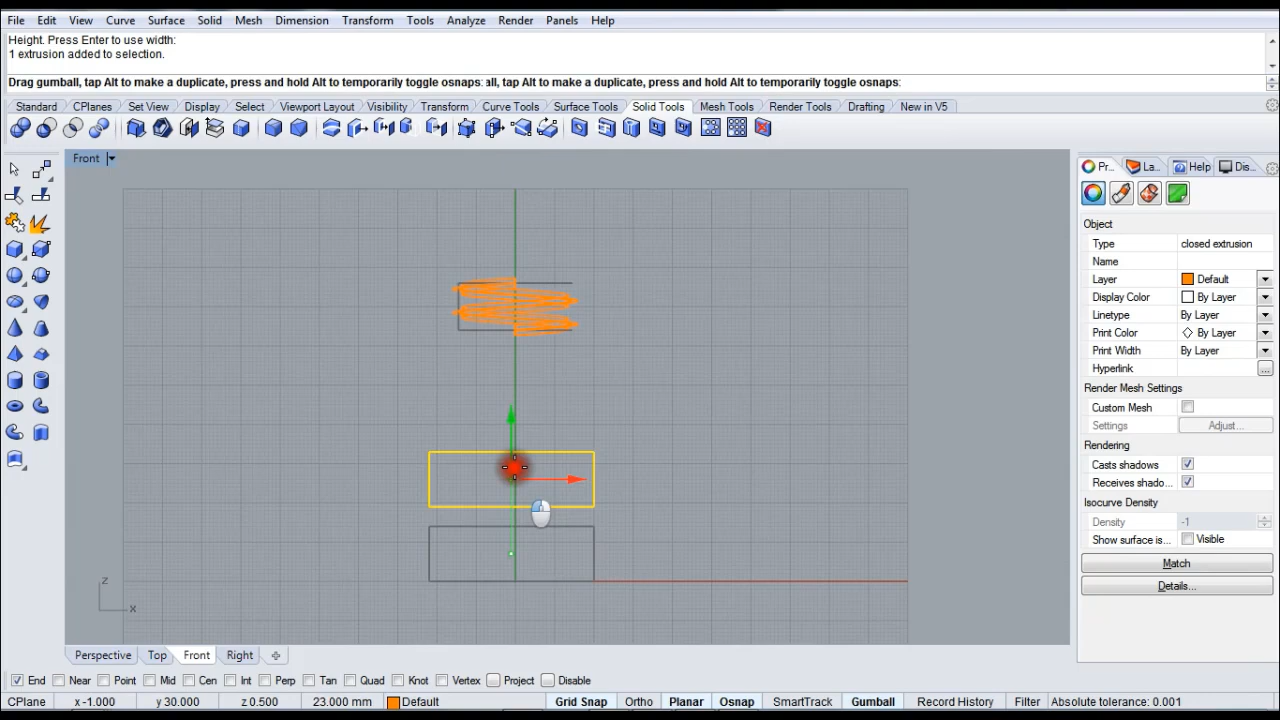 File Edit View Curve Surface Solid Mesh Dimension Transform Tools Analyze Render Panels Help
Height. Press Enter to use width:
1 extrusion added to selection.
Drag gumball, tap Alt to make a duplicate, press and hold Alt to temporarily toggle osnaps: all, tap Alt to make a duplicate, press and hold Alt to temporarily toggle osnaps:
Standard CPlanes Set View Display Select Viewport Layout Visibility Transform Curve Tools Surface Tools Solid Tools Mesh Tools Render Tools Drafting New in V5
Front
Pr... La... Help Dis...
Object
Type closed extrusion
Name
Layer Default
Display Color By Layer
Linetype By Layer
Print Color By Layer
Print Width By Layer
Hyperlink ...
Render Mesh Settings
Custom Mesh
Settings Adjust...
Rendering
Casts shadows
Receives shado...
Isocurve Density
Density -1
Show surface is... Visible
Match
Details...
z
x
Perspective Top Front Right
End Near Point Mid Cen Int Perp Tan Quad Knot Vertex Project Disable
CPlane x -1.000 y 30.000 z 0.500 23.000 mm Default Grid Snap Ortho Planar Osnap SmartTrack Gumball Record History Filter Absolute tolerance: 0.001